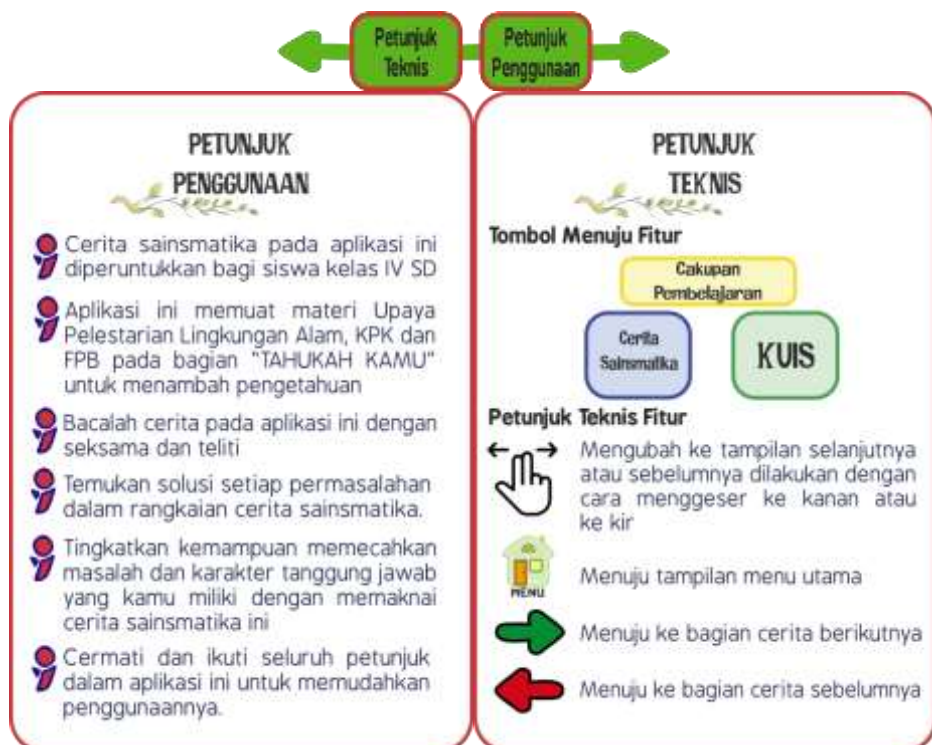 Petunjuk
Teknis
Petunjuk
Penggunaan
PETUNJUK
PENGGUNAAN
Cerita sainsmatika pada aplikasi ini
diperuntukkan bagi siswa kelas IV SD
Aplikasi ini memuat materi Upaya
Pelestarian Lingkungan Alam, KPK dan
FPB pada bagian "TAHUKAH KAMU"
untuk menambah pengetahuan
Bacalah cerita pada aplikasi ini dengan
seksama dan teliti
Temukan solusi setiap permasalahan
dalam rangkaian cerita sainsmatika.
Tingkatkan kemampuan memecahkan
masalah dan karakter tanggung jawab
yang kamu miliki dengan memaknai
cerita sainsmatika ini
Cermati dan ikuti seluruh petunjuk
dalam aplikasi ini untuk memudahkan
penggunaannya.
PETUNJUK
TEKNIS
Tombol Menuju Fitur
Cakupan
Pembelajaran
Cerita
Sainsmatika
KUIS
Petunjuk Teknis Fitur
Mengubah ke tampilan selanjutnya
atau sebelumnya dilakukan dengan
cara menggeser ke kanan atau
ke kir
MENU
Menuju tampilan menu utama
Menuju ke bagian cerita berikutnya
Menuju ke bagian cerita sebelumnya